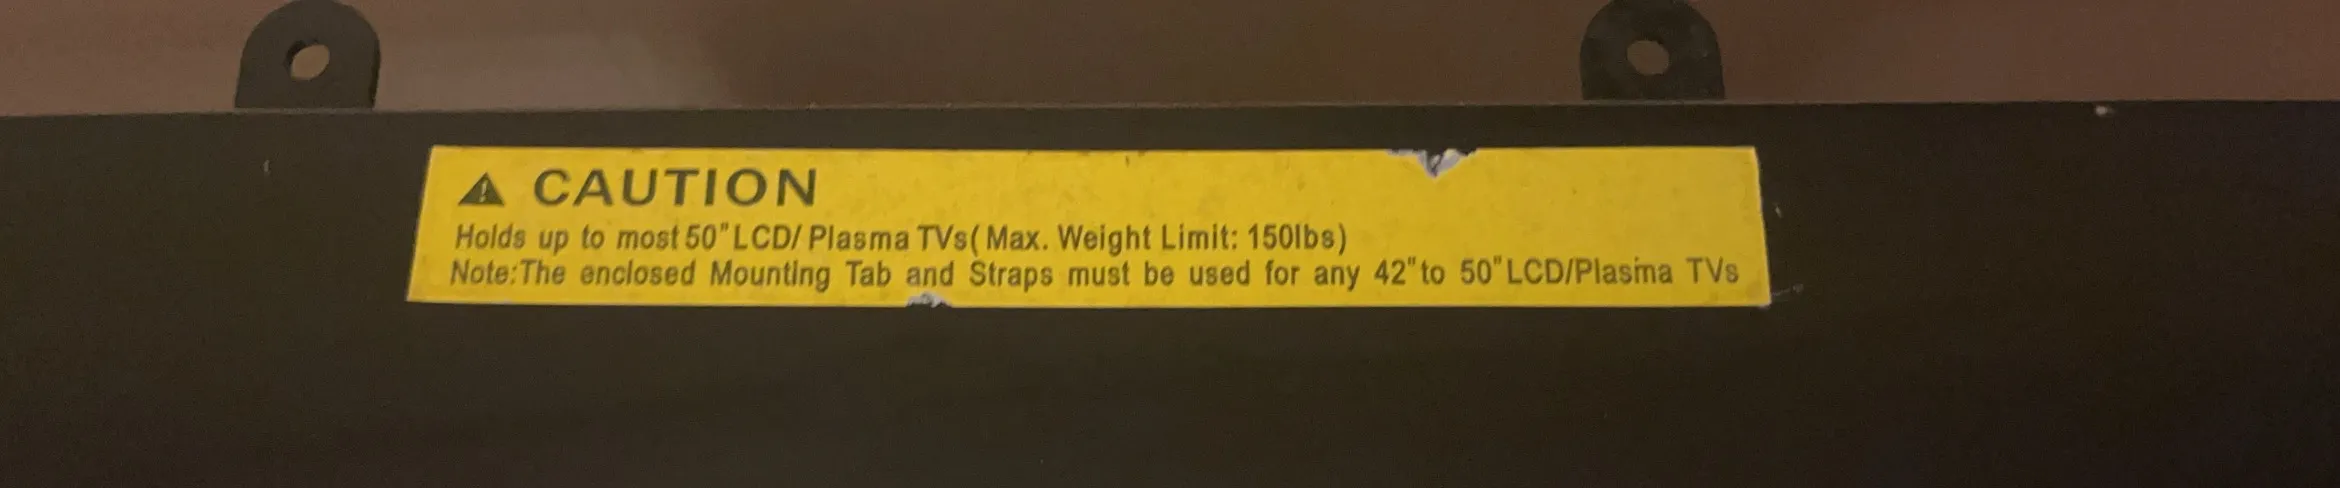 ⚠ CAUTION
Holds up to most 50"LCD/ Plasma TVs( Max. Weight Limit: 150lbs)
Note:The enclosed Mounting Tab and Straps must be used for any 42"to 50"LCD/Plasma TVs